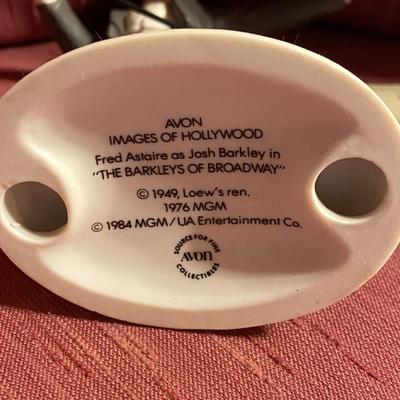 AVON
IMAGES OF HOLLYWOOD
Fred Astaire as Josh Barkley in
"THE BARKLEYS OF BROADWAY"
© 1949, Loew's ren.
1976 MGM
© 1984 MGM/UA Entertainment Co.
SOURCE FOR FINE
AVON
COLLECTIBLES